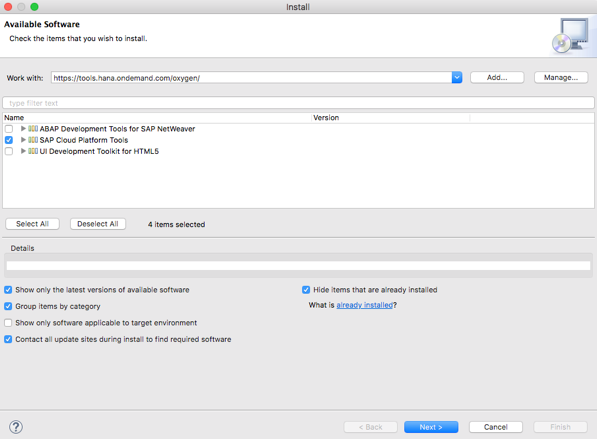 Install
Available Software
Check the items that you wish to install.
Work with: https://tools.hana.ondemand.com/oxygen/ Add... Manage...
type filter text
Name Version
ABAP Development Tools for SAP NetWeaver
SAP Cloud Platform Tools
UI Development Toolkit for HTML5
Select All Deselect All 4 items selected
Details
Show only the latest versions of available software Hide items that are already installed
Group items by category What is already installed?
Show only software applicable to target environment
Contact all update sites during install to find required software
? < Back Next > Cancel Finish